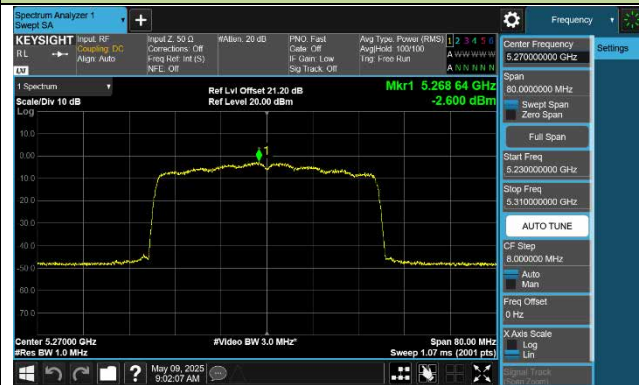 Spectrum Analyzer 1
Swept SA
+
Frequency
KEYSIGHT
RL
LXI
Input: RF
Coupling: DC
Align: Auto
Input Z: 50 Ω
Corrections: Off
Freq Ref: Int (S)
NFE: Off
#Atten: 20 dB
PNO: Fast
Gate: Off
IF Gain: Low
Sig Track: Off
Avg Type: Power (RMS)
Avg|Hold: 100/100
Trig: Free Run
1 2 3 4 5 6
A W W W W W
A N N N N N
1 Spectrum
Scale/Div 10 dB
Log
Ref Lvl Offset 21.20 dB
Ref Level 20.00 dBm
Mkr1 5.268 64 GHz
-2.600 dBm
10.0
0.00
10.0
20.0
30.0
40.0
-50.0
60.0
70.0
1
Center 5.27000 GHz
#Res BW 1.0 MHz
#Video BW 3.0 MHz*
Span 80.00 MHz
Sweep 1.07 ms (2001 pts)
Center Frequency
5.270000000 GHz
Settings
Span
80.0000000 MHz
Swept Span
Zero Span
Full Span
Start Freq
5.230000000 GHz
Stop Freq
5.310000000 GHz
AUTO TUNE
CF Step
8.000000 MHz
Auto
Man
Freq Offset
0 Hz
X Axis Scale
Log
Lin
Signal Track
(Span Zoom)
?
May 09, 2025
9:02:07 AM